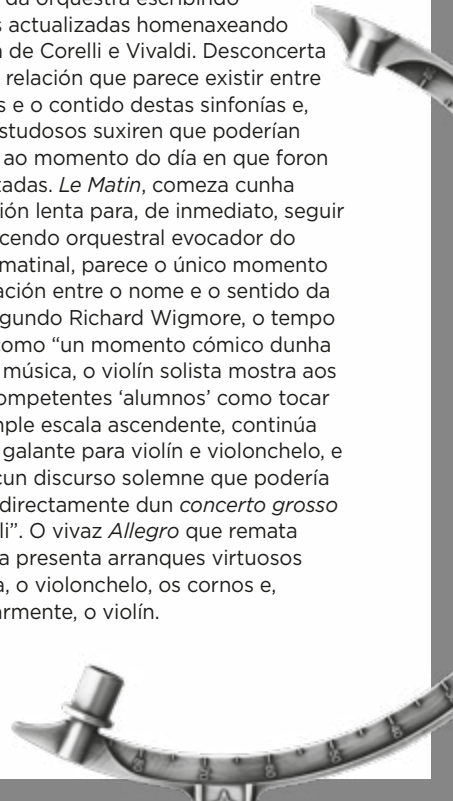 da orquestra escribindo
actualizadas homenaxeando
de Corelli e Vivaldi. Desconcerta
relación que parece existir entre
s e o contido destas sinfonías e,
studosos suxiren que poderían
ao momento do día en que foron
tadas. Le Matin, comeza cunha
ión lenta para, de inmediato, seguir
cendo orquestral evocador do
matinal, parece o único momento
ación entre o nome e o sentido da
gundo Richard Wigmore, o tempo
como “un momento cómico dunha
música, o violín solista mostra aos
ompetentes ‘alumnos’ como tocar
mple escala ascendente, continúa
galante para violín e violonchelo, e
cun discurso solemne que podería
directamente dun concerto grosso
li”. O vivaz Allegro que remata
a presenta arranques virtuosos
a, o violonchelo, os cornos e,
armente, o violín.